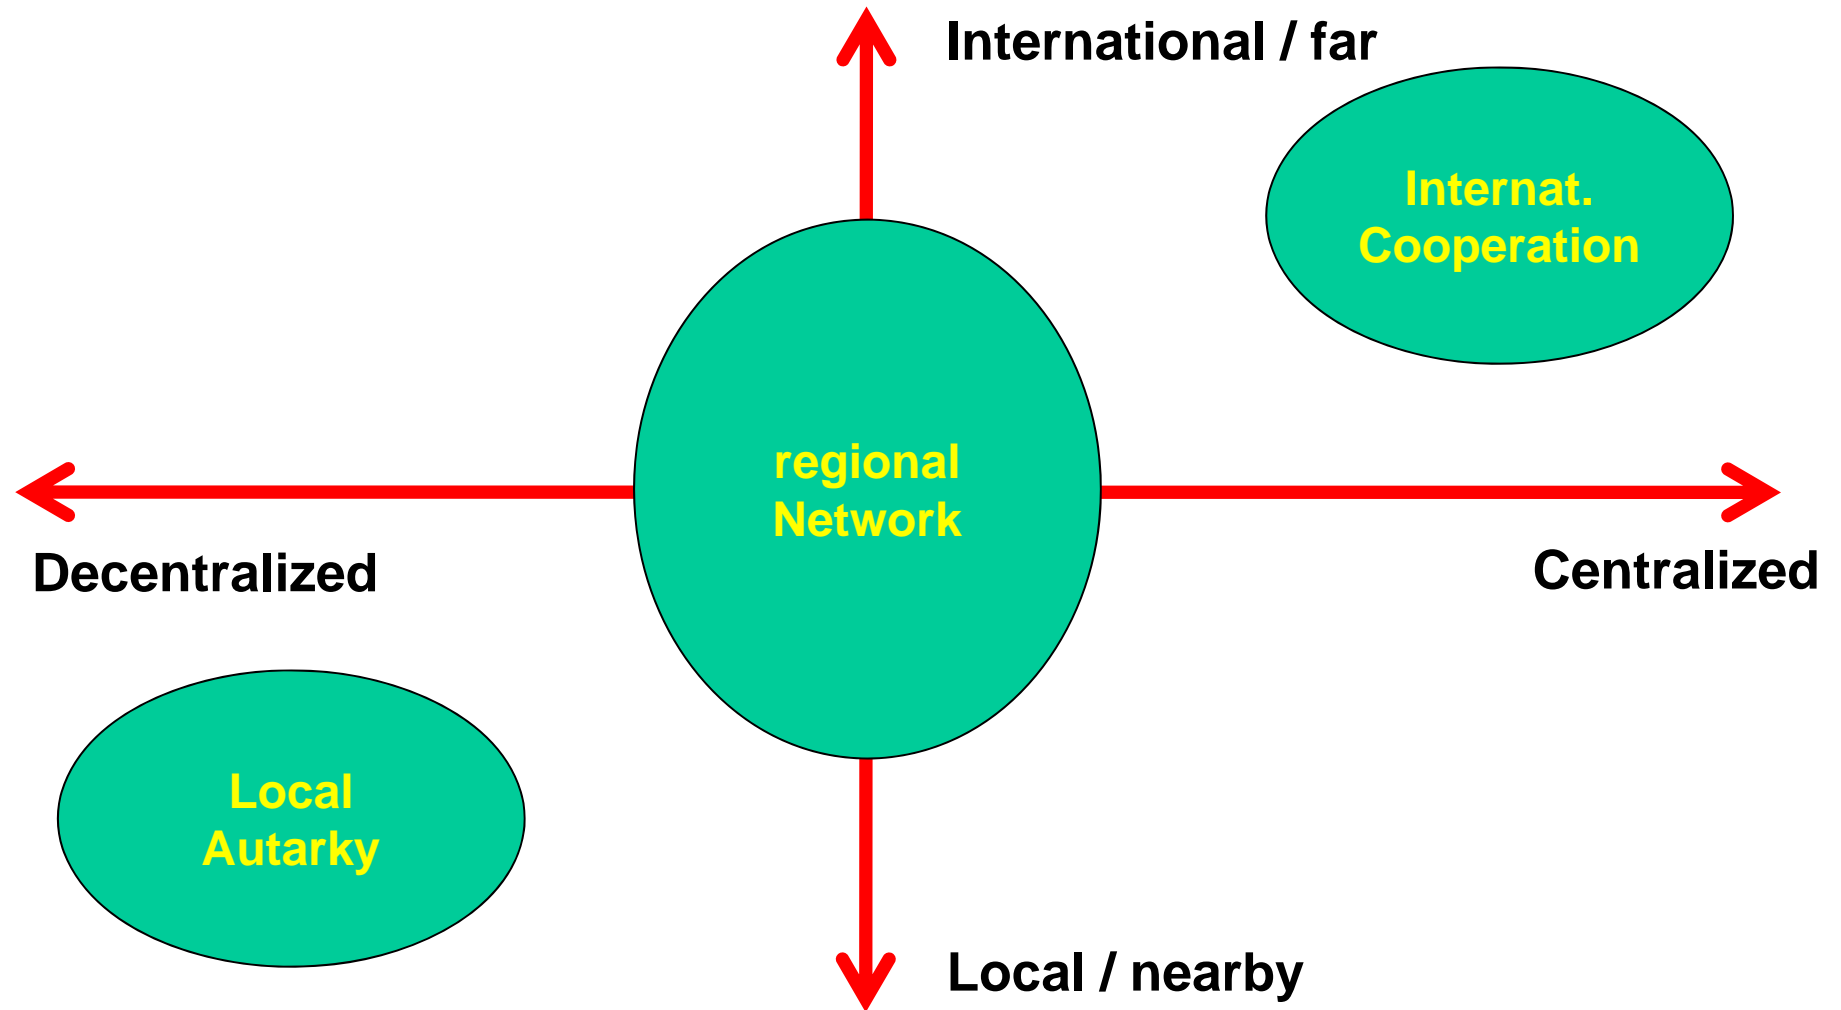 International / far
Internat.
Cooperation
regional
Network
Decentralized
Centralized
Local
Autarky
Local / nearby